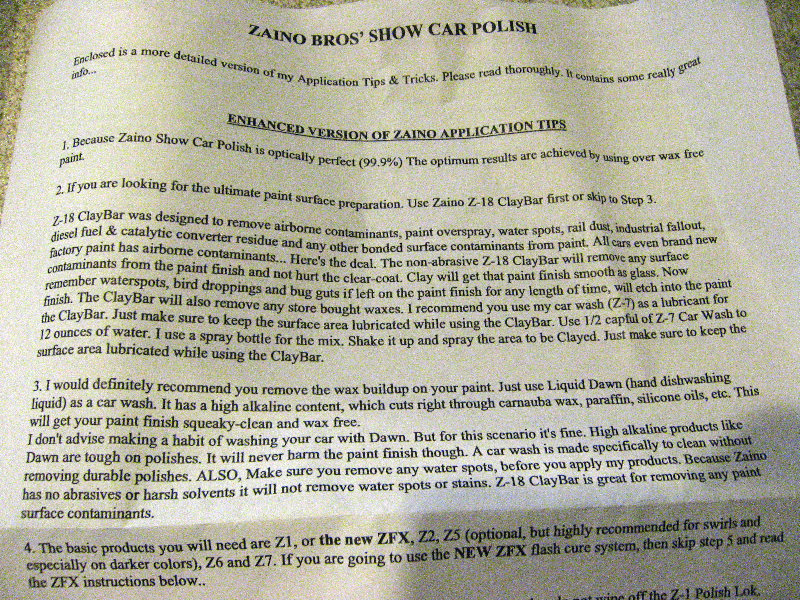 ZAINO BROS' SHOW CAR POLISH
Enclosed is a more detailed version of my Application Tips & Tricks. Please read thoroughly. It contains some really great
info...
ENHANCED VERSION OF ZAINO APPLICATION TIPS
1. Because Zaino Show Car Polish is optically perfect (99.9%) The optimum results are achieved by using over wax free
paint.
2. If you are looking for the ultimate paint surface preparation. Use Zaino Z-18 ClayBar first or skip to Step 3.
Z-18 ClayBar was designed to remove airborne contaminants, paint overspray, water spots, rail dust, industrial fallout,
diesel fuel & catalytic converter residue and any other bonded surface contaminants from paint. All cars even brand new
factory paint has airborne contaminants... Here's the deal. The non-abrasive Z-18 ClayBar will remove any surface
contaminants from the paint finish and not hurt the clear-coat. Clay will get that paint finish smooth as glass. Now
remember waterspots, bird droppings and bug guts if left on the paint finish for any length of time, will etch into the paint
finish. The ClayBar will also remove any store bought waxes. I recommend you use my car wash (Z-7) as a lubricant for
the ClayBar. Just make sure to keep the surface area lubricated while using the ClayBar. Use 1/2 capful of Z-7 Car Wash to
12 ounces of water. I use a spray bottle for the mix. Shake it up and spray the area to be Clayed. Just make sure to keep the
surface area lubricated while using the ClayBar.
3. I would definitely recommend you remove the wax buildup on your paint. Just use Liquid Dawn (hand dishwashing
liquid) as a car wash. It has a high alkaline content, which cuts right through carnauba wax, paraffin, silicone oils, etc. This
will get your paint finish squeaky-clean and wax free.
I don't advise making a habit of washing your car with Dawn. But for this scenario it's fine. High alkaline products like
Dawn are tough on polishes. It will never harm the paint finish though. A car wash is made specifically to clean without
removing durable polishes. ALSO, Make sure you remove any water spots, before you apply my products. Because Zaino
has no abrasives or harsh solvents it will not remove water spots or stains. Z-18 ClayBar is great for removing any paint
surface contaminants.
4. The basic products you will need are Z1, or the new ZFX, Z2, Z5 (optional, but highly recommended for swirls and
especially on darker colors), Z6 and Z7. If you are going to use the NEW ZFX flash cure system, then skip step 5 and read
the ZFX instructions below..
not wipe off the Z-1 Polish Lok.